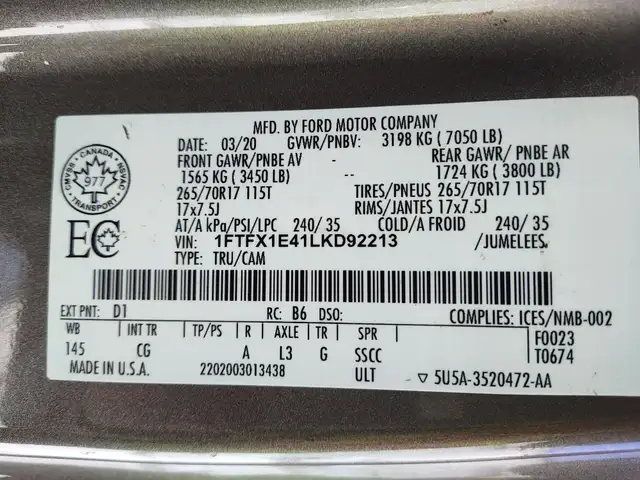 MFD. BY FORD MOTOR COMPANY
DATE: 03/20 GVWR/PNBV: 3198 KG ( 7050 LB)
FRONT GAWR/PNBE AV REAR GAWR/ PNBE AR
1565 KG ( 3450 LB) -- 1724 KG ( 3800 LB)
265/70R17 115T TIRES/PNEUS 265/70R17 115T
17x7.5J RIMS/JANTES 17x7.5J
AT/A kPa/PSI/LPC 240/ 35 COLD/A FROID 240/ 35
VIN: 1FTFX1E41LKD92213 /JUMELEES.
TYPE: TRU/CAM
CANADA
CMVSS NSVAC
977
TRANSPORT
EC
EXT PNT: D1 RC: B6 DSO: COMPLIES: ICES/NMB-002
WB INT TR TP/PS R AXLE TR SPR F0023
145 CG A L3 G SSCC T0674
MADE IN U.S.A. 2202003013438 ULT ▽ 5U5A-3520472-AA